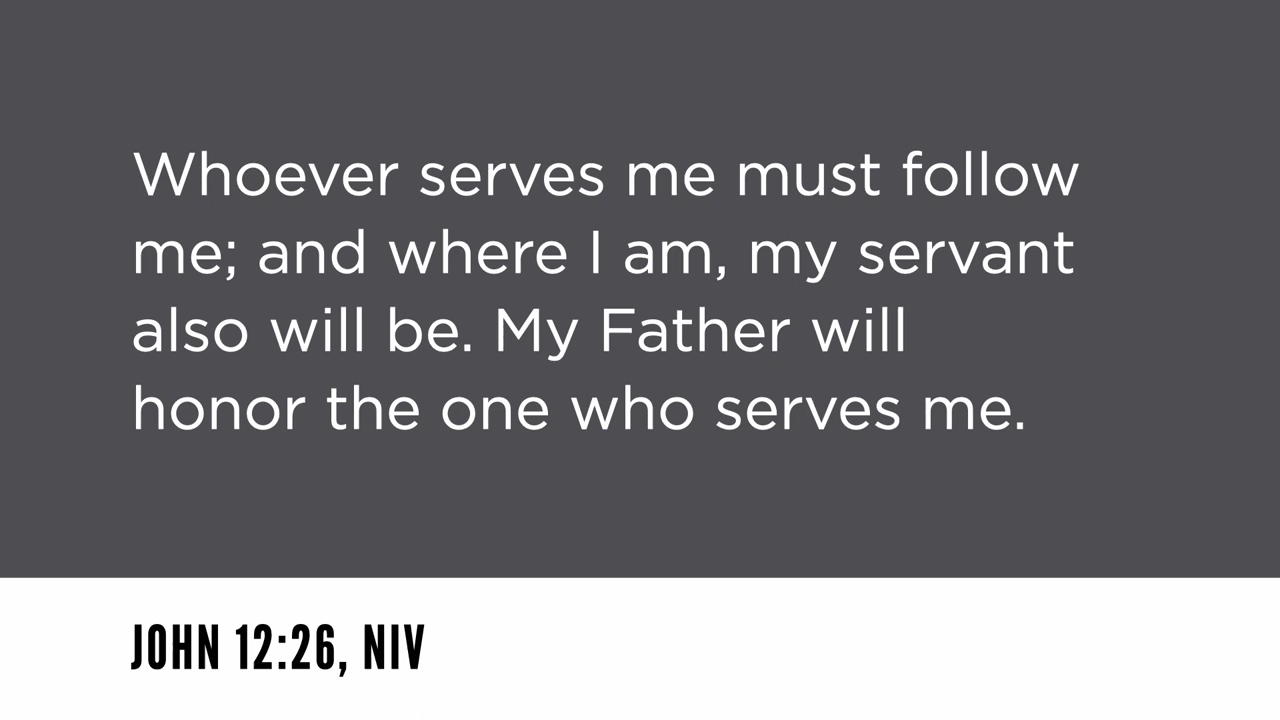 Whoever serves me must follow
me; and where I am, my servant
also will be. My Father will
honor the one who serves me.
JOHN 12:26, NIV